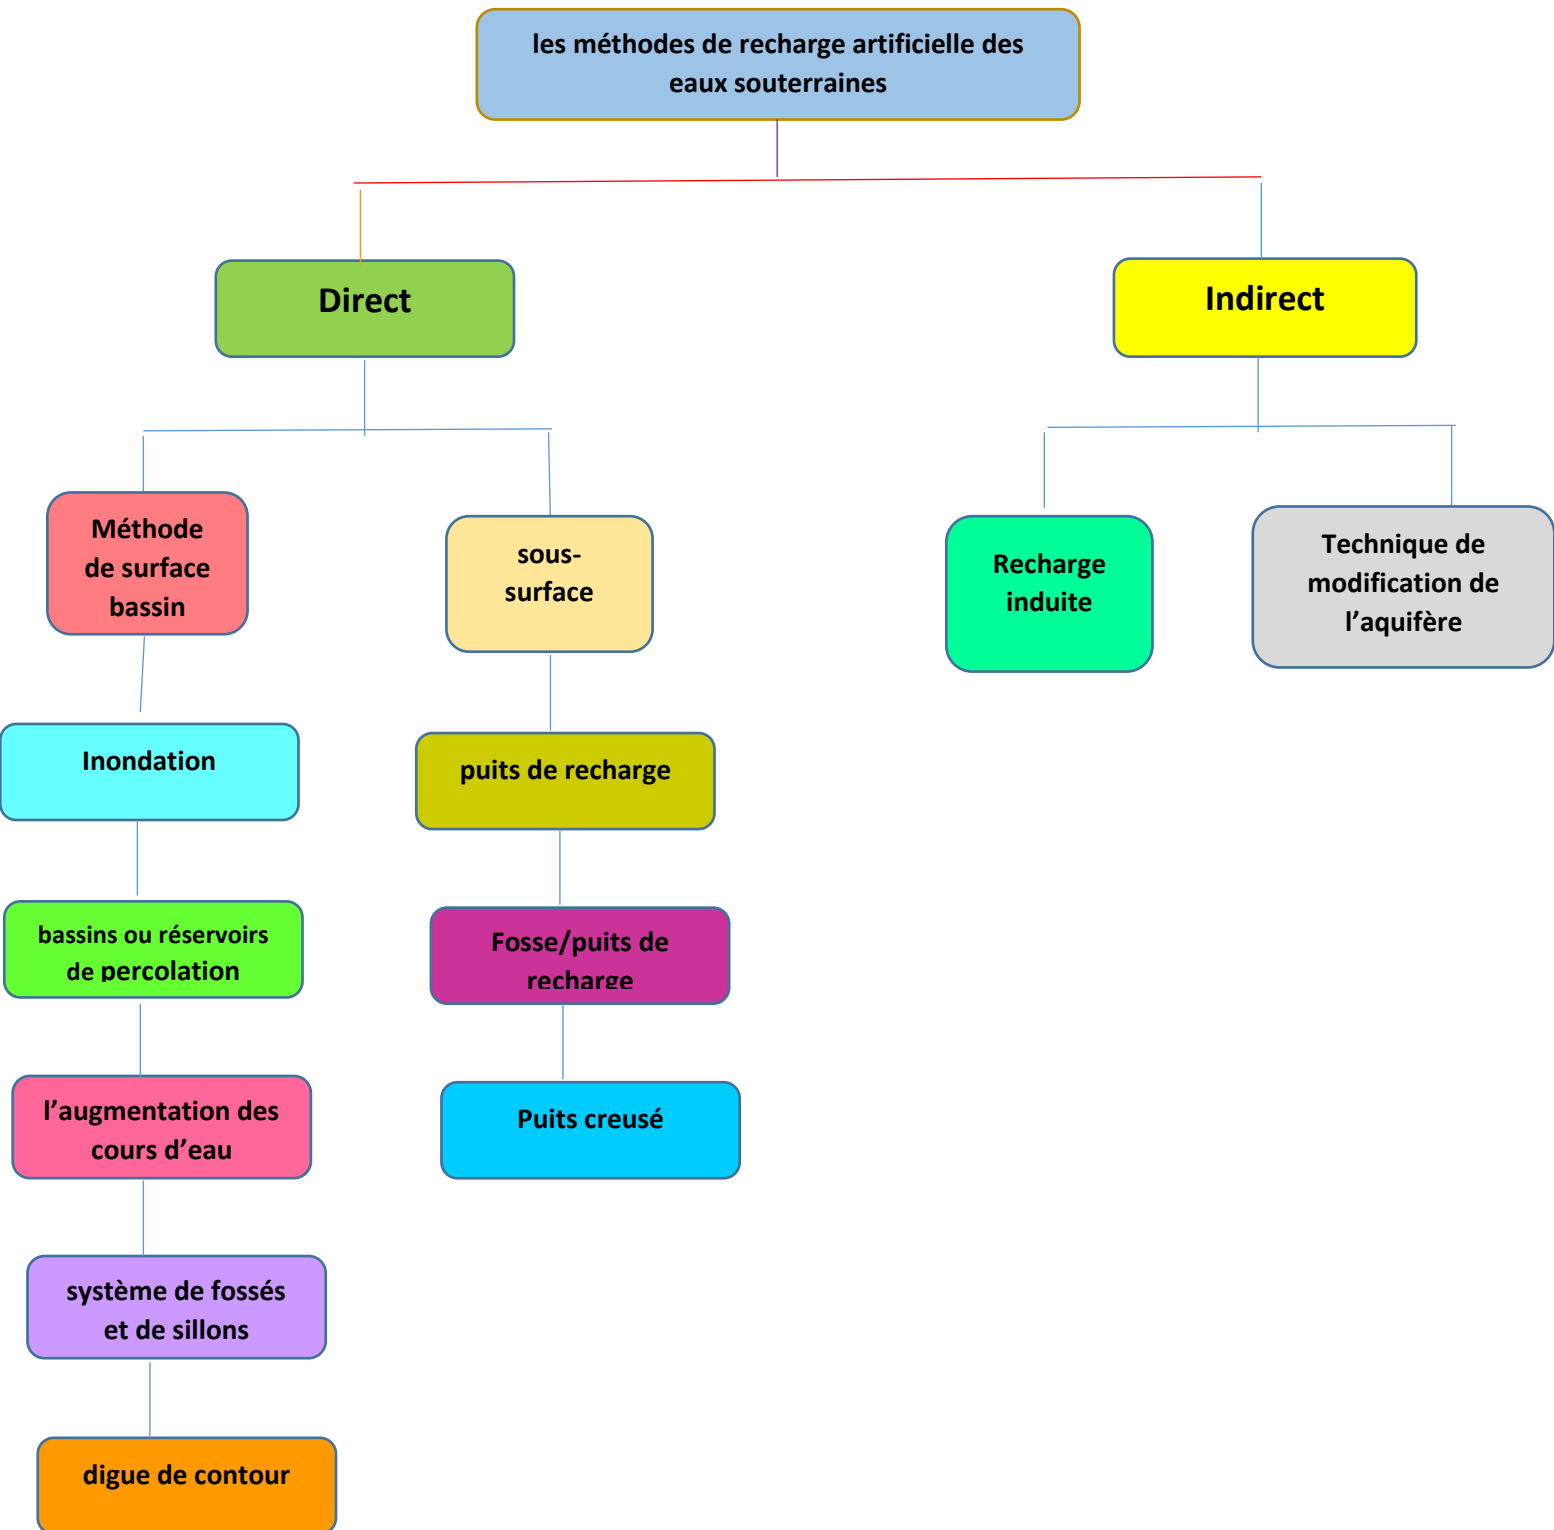 les méthodes de recharge artificielle des
eaux souterraines
Direct
Indirect
Méthode
de surface
bassin
sous-
surface
Recharge
induite
Technique de
modification de
l’aquifère
Inondation
puits de recharge
bassins ou réservoirs
de percolation
Fosse/puits de
recharge
l’augmentation des
cours d’eau
Puits creusé
système de fossés
et de sillons
digue de contour